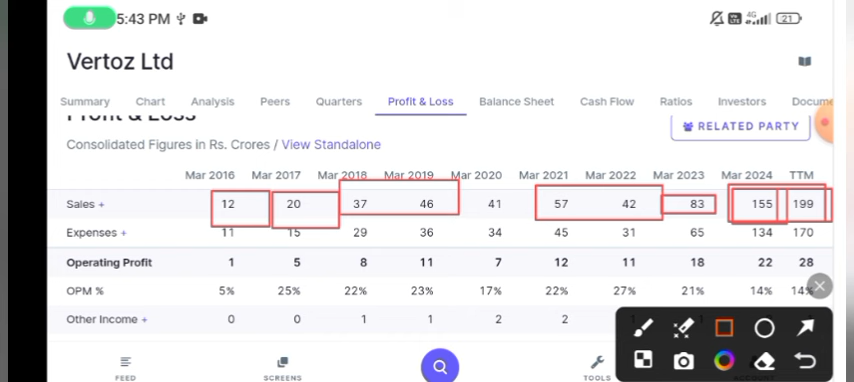 5:43 PM 4G 21
Vertoz Ltd
Summary Chart Analysis Peers Quarters Profit & Loss Balance Sheet Cash Flow Ratios Investors Docume
Profit & Loss
RELATED PARTY
Consolidated Figures in Rs. Crores / View Standalone
Mar 2016 Mar 2017 Mar 2018 Mar 2019 Mar 2020 Mar 2021 Mar 2022 Mar 2023 Mar 2024 TTM
Sales + 12 20 37 46 41 57 42 83 155 199
Expenses + 11 15 29 36 34 45 31 65 134 170
Operating Profit 1 5 8 11 7 12 11 18 22 28
OPM % 5% 25% 22% 23% 17% 22% 27% 21% 14% 14%
Other Income + 0 0 1 1 2 2
FEED SCREENS TOOLS